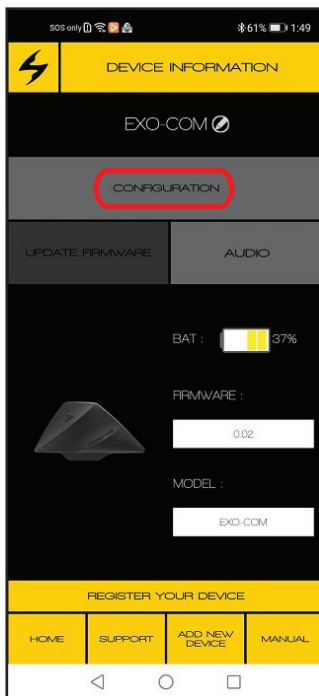 SOS only 61% 1:49
DEVICE INFORMATION
EXO-COM
CONFIGURATION
UPDATE FIRMWARE AUDIO
BAT : 37%
FIRMWARE :
0.02
MODEL :
EXO-COM
REGISTER YOUR DEVICE
HOME SUPPORT ADD NEW DEVICE MANUAL